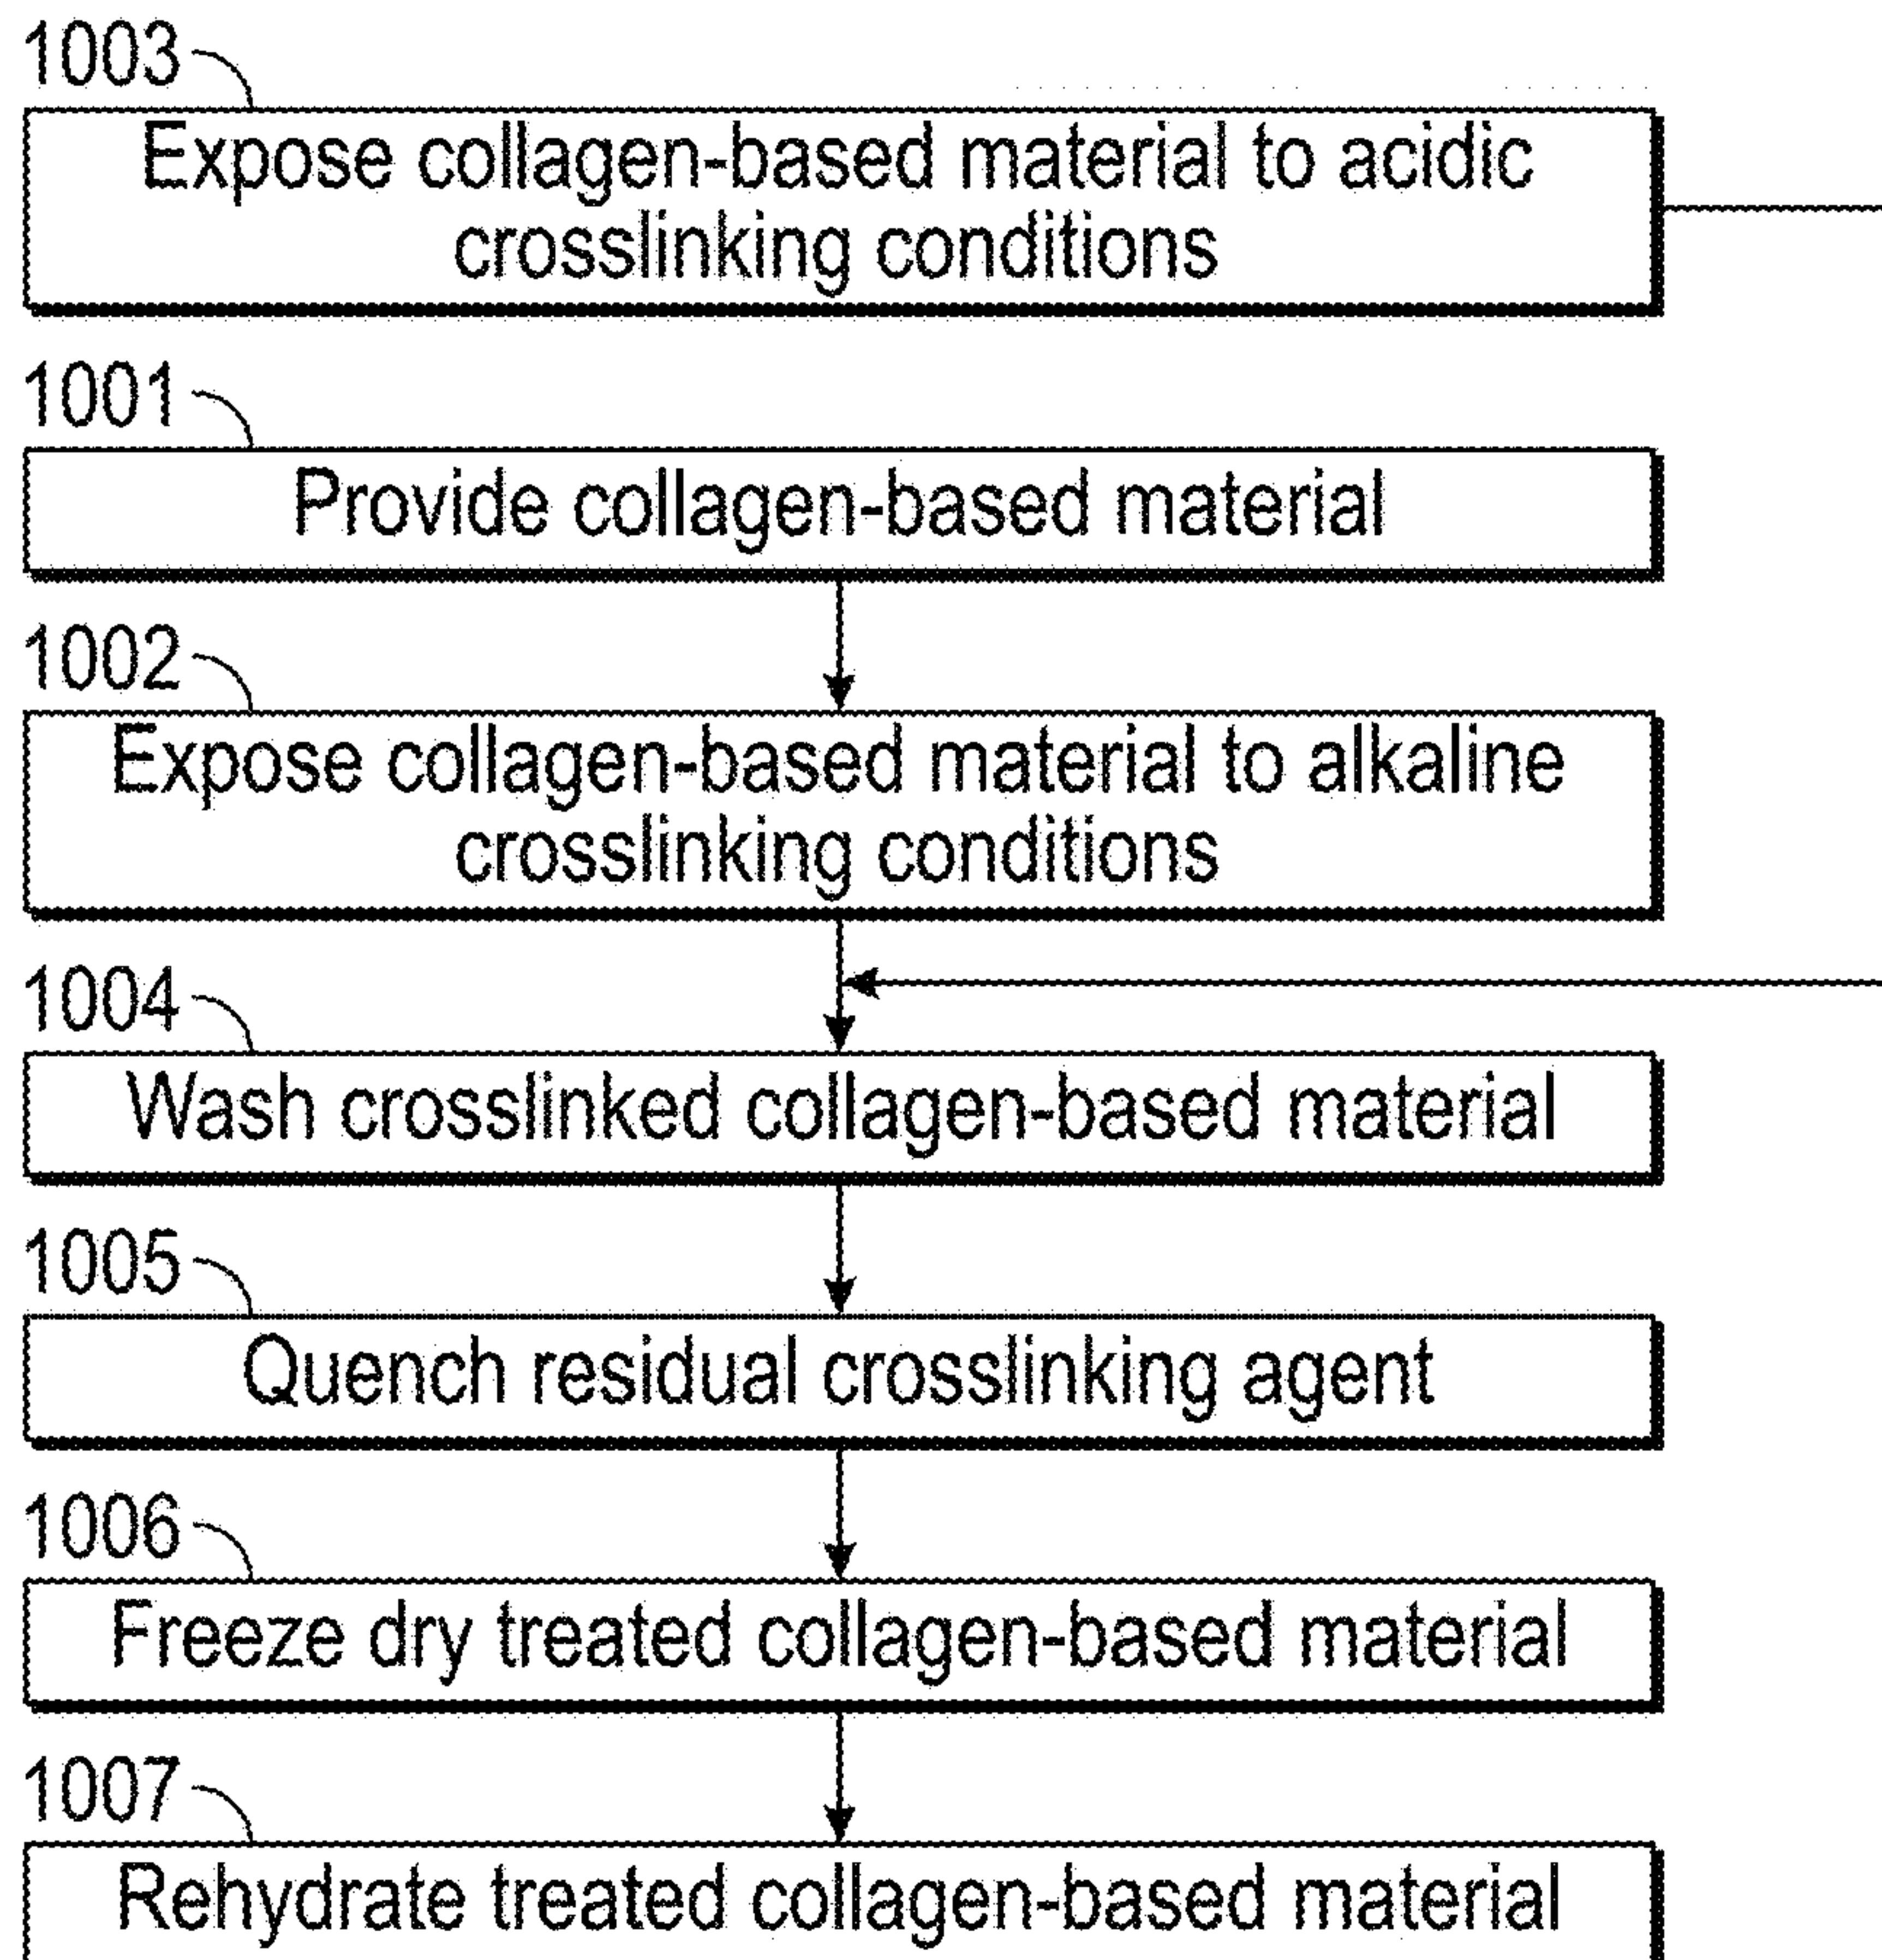 1003
Expose collagen-based material to acidic
crosslinking conditions
1001
Provide collagen-based material
1002
Expose collagen-based material to alkaline
crosslinking conditions
1004
Wash crosslinked collagen-based material
1005
Quench residual crosslinking agent
1006
Freeze dry treated collagen-based material
1007
Rehydrate treated collagen-based material